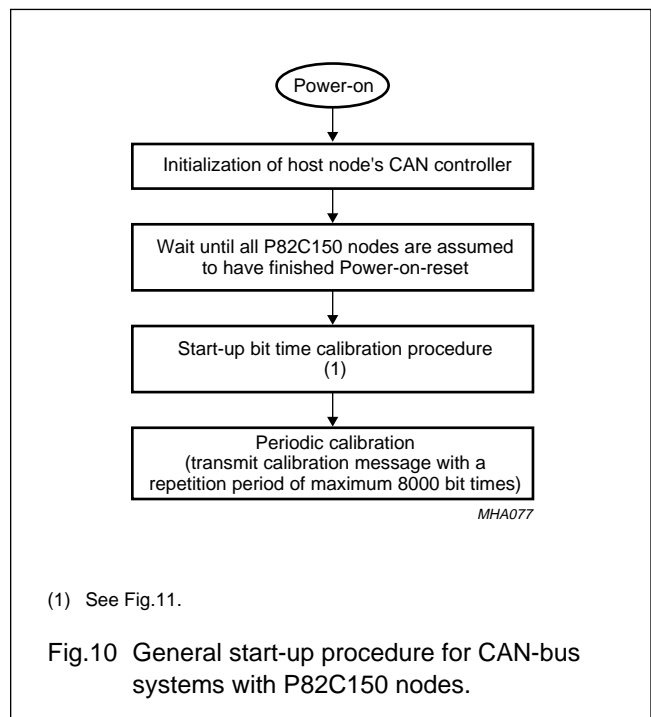 Power-on
Initialization of host node's CAN controller
Wait until all P82C150 nodes are assumed
to have finished Power-on-reset
Start-up bit time calibration procedure
(1)
Periodic calibration
(transmit calibration message with a
repetition period of maximum 8000 bit times)
MHA077
(1) See Fig.11.
Fig.10 General start-up procedure for CAN-bus
systems with P82C150 nodes.